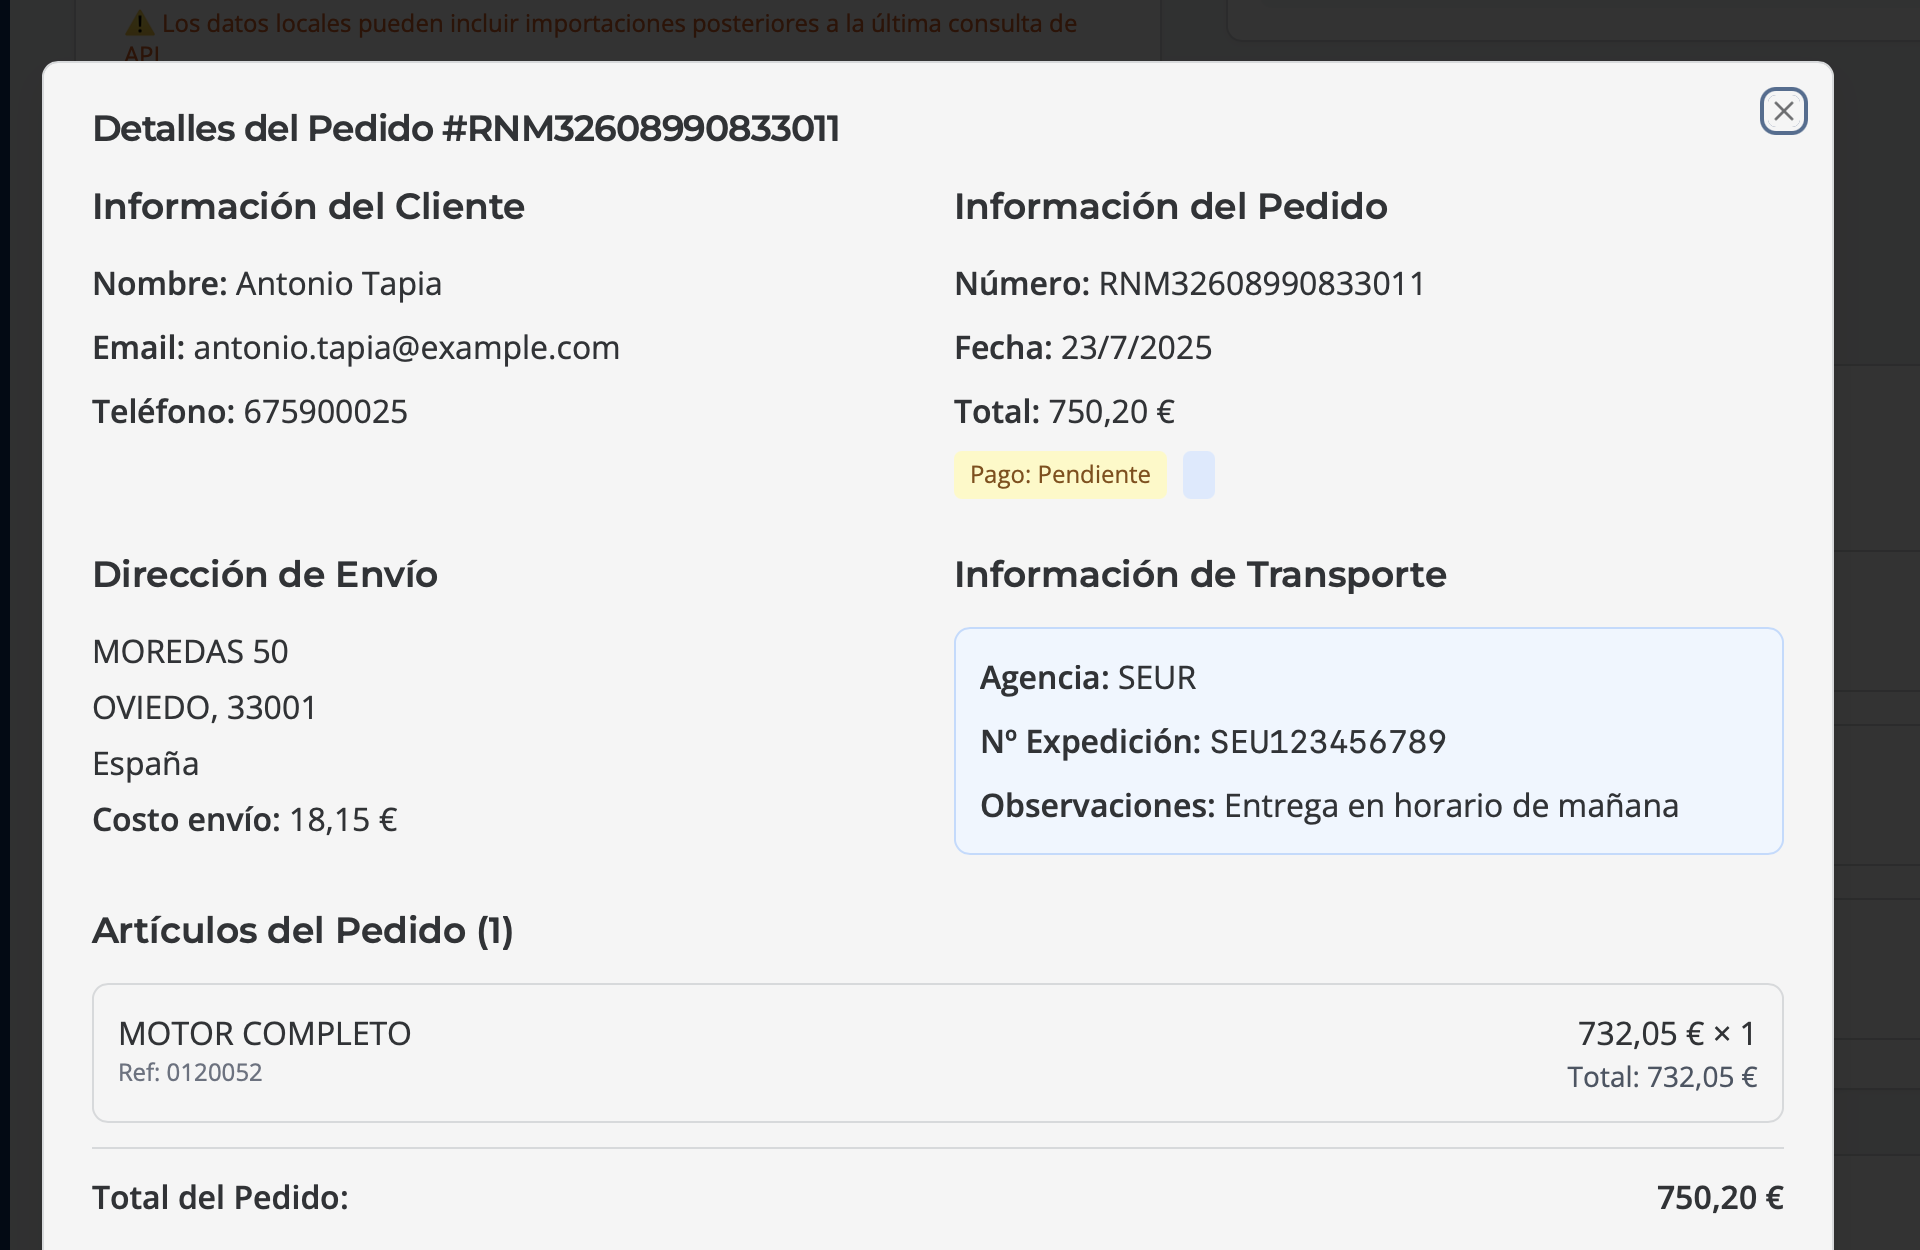 ⚠️ Los datos locales pueden incluir importaciones posteriores a la última consulta de
API
Detalles del Pedido #RNM32608990833011
Información del Cliente
Nombre: Antonio Tapia
Email: antonio.tapia@example.com
Teléfono: 675900025
Información del Pedido
Número: RNM32608990833011
Fecha: 23/7/2025
Total: 750,20 €
Pago: Pendiente
Dirección de Envío
MOREDAS 50
OVIEDO, 33001
España
Costo envío: 18,15 €
Información de Transporte
Agencia: SEUR
Nº Expedición: SEU123456789
Observaciones: Entrega en horario de mañana
Artículos del Pedido (1)
MOTOR COMPLETO
Ref: 0120052
732,05 € × 1
Total: 732,05 €
Total del Pedido:
750,20 €